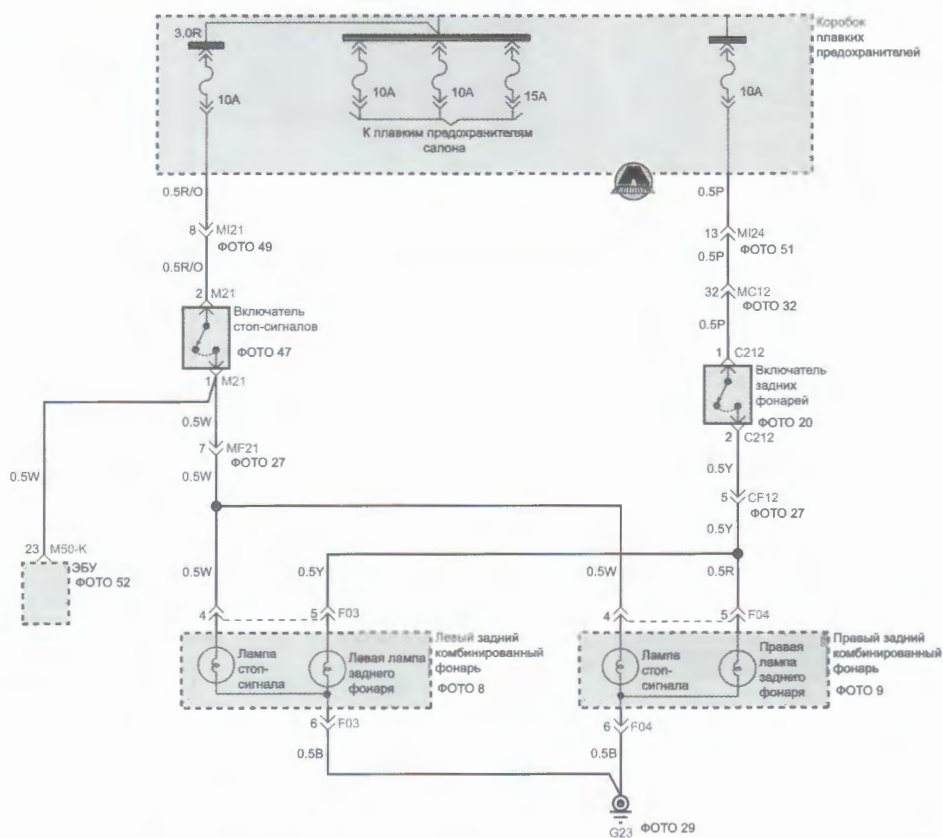 Коробок
плавких
предохранителей
3.0R
10A
10A
10A
15A
10A
К плавким предохранителям
салона
0.5R/O
0.5P
8 MI21
ФОТО 49
13 MI24
ФОТО 51
0.5R/O
0.5P
2 M21
32 MC12
ФОТО 32
Включатель
стоп-сигналов
ФОТО 47
0.5P
1 C212
1 M21
Включатель
задних
фонарей
ФОТО 20
2 C212
0.5W
0.5W
7 MF21
ФОТО 27
0.5W
0.5Y
5 CF12
ФОТО 27
0.5Y
23 M50-K
ЭБУ
ФОТО 52
0.5W
0.5Y
0.5W
0.5R
4
5 F03
4
5 F04
Лампа
стоп-
сигнала
Левая лампа
заднего
фонаря
Левый задний
комбинированный
фонарь
ФОТО 8
Лампа
стоп-
сигнала
Правая
лампа
заднего
фонаря
Правый задний
комбинированный
фонарь
ФОТО 9
6 F03
6 F04
0.5B
0.5B
G23 ФОТО 29